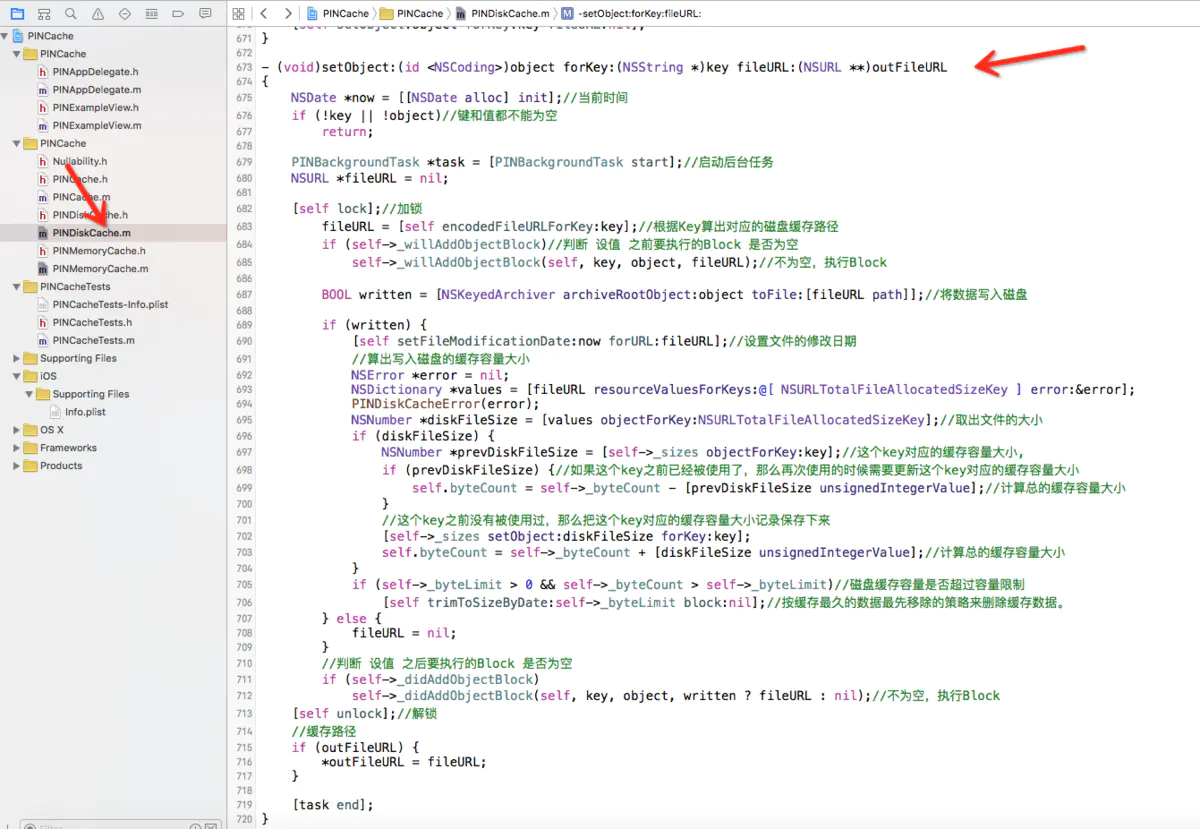 PINCache
PINCache
PINDiskCache.m
M
-setObject:forKey:fileURL:
PINCache
PINCache
PINAppDelegate.h
PINAppDelegate.m
PINExampleView.h
PINExampleView.m
PINCache
Nullability.h
PINCache.h
PINCache.m
PINDiskCache.h
PINDiskCache.m
PINMemoryCache.h
PINMemoryCache.m
PINCacheTests
PINCacheTests-Info.plist
PINCacheTests.h
PINCacheTests.m
Supporting Files
iOS
Supporting Files
Info.plist
OS X
Frameworks
Products
671 }
672
673 - (void)setObject:(id <NSCoding>)object forKey:(NSString *)key fileURL:(NSURL **)outFileURL
674 {
675 NSDate *now = [[NSDate alloc] init];//当前时间
676 if (!key || !object)//键和值都不能为空
677 return;
678
679 PINBackgroundTask *task = [PINBackgroundTask start];//启动后台任务
680 NSURL *fileURL = nil;
681
682 [self lock];//加锁
683 fileURL = [self encodedFileURLForKey:key];//根据Key算出对应的磁盘缓存路径
684 if (self->_willAddObjectBlock)//判断 设值 之前要执行的Block 是否为空
685 self->_willAddObjectBlock(self, key, object, fileURL);//不为空，执行Block
686
687 BOOL written = [NSKeyedArchiver archiveRootObject:object toFile:[fileURL path]];//将数据写入磁盘
688
689 if (written) {
690 [self setFileModificationDate:now forURL:fileURL];//设置文件的修改日期
691 //算出写入磁盘的缓存容量大小
692 NSError *error = nil;
693 NSDictionary *values = [fileURL resourceValuesForKeys:@[ NSURLTotalFileAllocatedSizeKey ] error:&error];
694 PINDiskCacheError(error);
695 NSNumber *diskFileSize = [values objectForKey:NSURLTotalFileAllocatedSizeKey];//取出文件的大小
696 if (diskFileSize) {
697 NSNumber *prevDiskFileSize = [self->_sizes objectForKey:key];//这个key对应的缓存容量大小，
698 if (prevDiskFileSize) {//如果这个key之前已经被使用了，那么再次使用的时候需要更新这个key对应的缓存容量大小
699 self.byteCount = self->_byteCount - [prevDiskFileSize unsignedIntegerValue];//计算总的缓存容量大小
700 }
701 //这个key之前没有被使用过，那么把这个key对应的缓存容量大小记录保存下来
702 [self->_sizes setObject:diskFileSize forKey:key];
703 self.byteCount = self->_byteCount + [diskFileSize unsignedIntegerValue];//计算总的缓存容量大小
704 }
705 if (self->_byteLimit > 0 && self->_byteCount > self->_byteLimit)//磁盘缓存容量是否超过容量限制
706 [self trimToSizeByDate:self->_byteLimit block:nil];//按缓存最久的数据最先移除的策略来删除缓存数据。
707 } else {
708 fileURL = nil;
709 }
710 //判断 设值 之后要执行的Block 是否为空
711 if (self->_didAddObjectBlock)
712 self->_didAddObjectBlock(self, key, object, written ? fileURL : nil);//不为空，执行Block
713 [self unlock];//解锁
714 //缓存路径
715 if (outFileURL) {
716 *outFileURL = fileURL;
717 }
718
719 [task end];
720 }